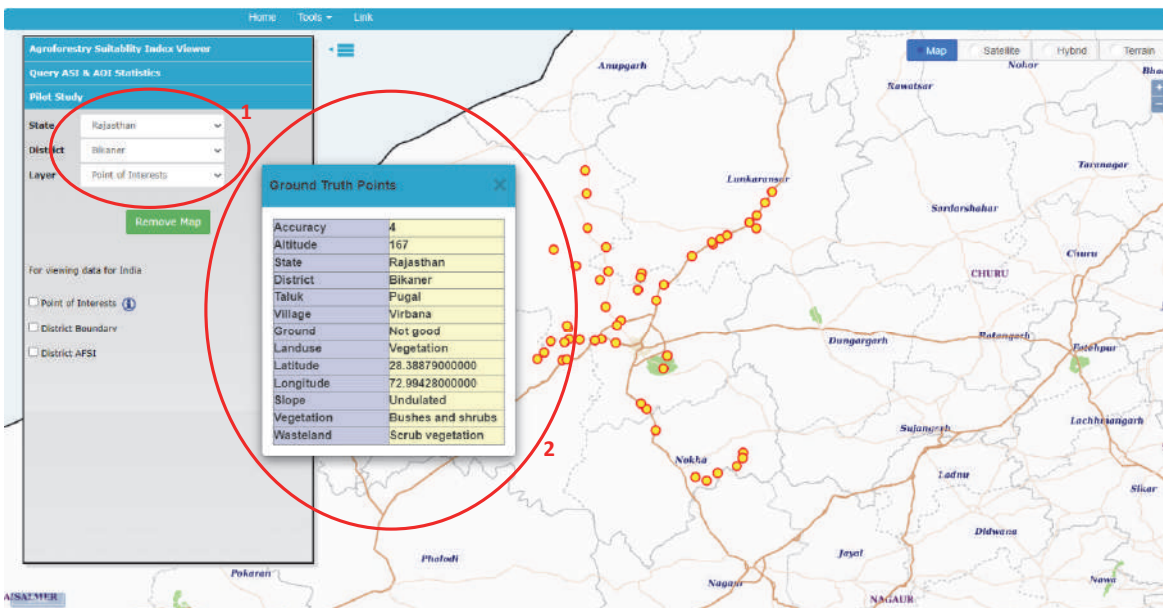 Home Tools Link
Agroforestry Suitablity Index Viewer
Query ASI & AOI Statistics
Pilot Study
1
State Rajasthan
District Bikaner
Layer Point of Interests
Remove Map
For viewing data for India
Point of Interests
District Boundary
District AFSI
Ground Truth Points
Accuracy 4
Altitude 167
State Rajasthan
District Bikaner
Taluk Pugal
Village Virbana
Ground Not good
Landuse Vegetation
Latitude 28.38879000000
Longitude 72.99428000000
Slope Undulated
Vegetation Bushes and shrubs
Wasteland Scrub vegetation
2
Map Satellite Hybrid Terrain
Anupgarh
Nohar
Rawatsar
Lunkaransar
Taranagar
Sardarshahar
Churu
CHURU
Dungargarh
Ratangarh
Fatehpur
Sujangarh
Lachhmangarh
Nokha
Ladnu
Sikar
Didwana
Phalodi
Jayal
Pokaran
Nagaur
Nawa
NAGAUR
AISALMER